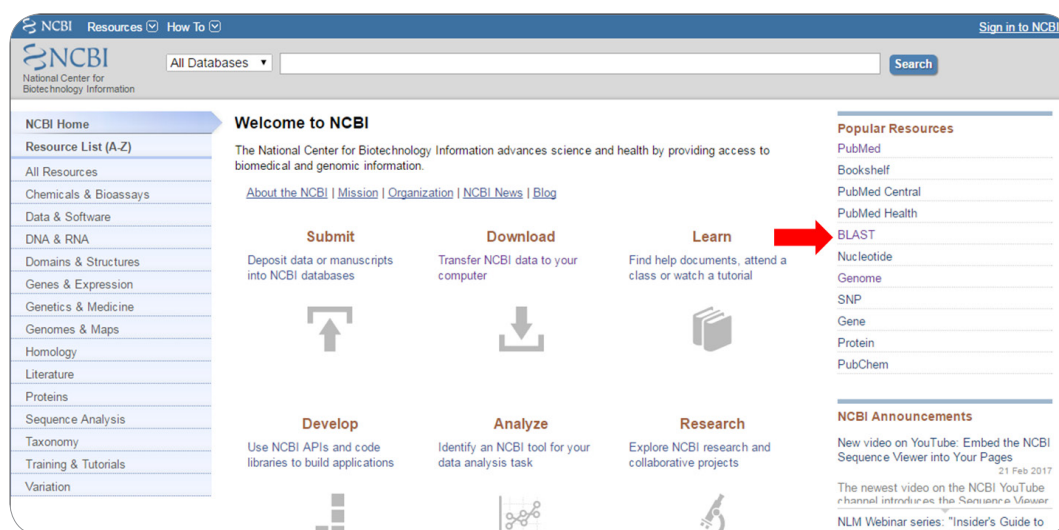 NCBI Resources How To Sign in to NCBI
NCBI
National Center for
Biotechnology Information
All Databases Search
NCBI Home
Resource List (A-Z)
All Resources
Chemicals & Bioassays
Data & Software
DNA & RNA
Domains & Structures
Genes & Expression
Genetics & Medicine
Genomes & Maps
Homology
Literature
Proteins
Sequence Analysis
Taxonomy
Training & Tutorials
Variation
Welcome to NCBI
The National Center for Biotechnology Information advances science and health by providing access to
biomedical and genomic information.
About the NCBI | Mission | Organization | NCBI News | Blog
Submit
Deposit data or manuscripts
into NCBI databases
Download
Transfer NCBI data to your
computer
Learn
Find help documents, attend a
class or watch a tutorial
Develop
Use NCBI APIs and code
libraries to build applications
Analyze
Identify an NCBI tool for your
data analysis task
Research
Explore NCBI research and
collaborative projects
Popular Resources
PubMed
Bookshelf
PubMed Central
PubMed Health
BLAST
Nucleotide
Genome
SNP
Gene
Protein
PubChem
NCBI Announcements
New video on YouTube: Embed the NCBI
Sequence Viewer into Your Pages
21 Feb 2017
The newest video on the NCBI YouTube
channel introduces the Sequence Viewer
NLM Webinar series: "Insider's Guide to